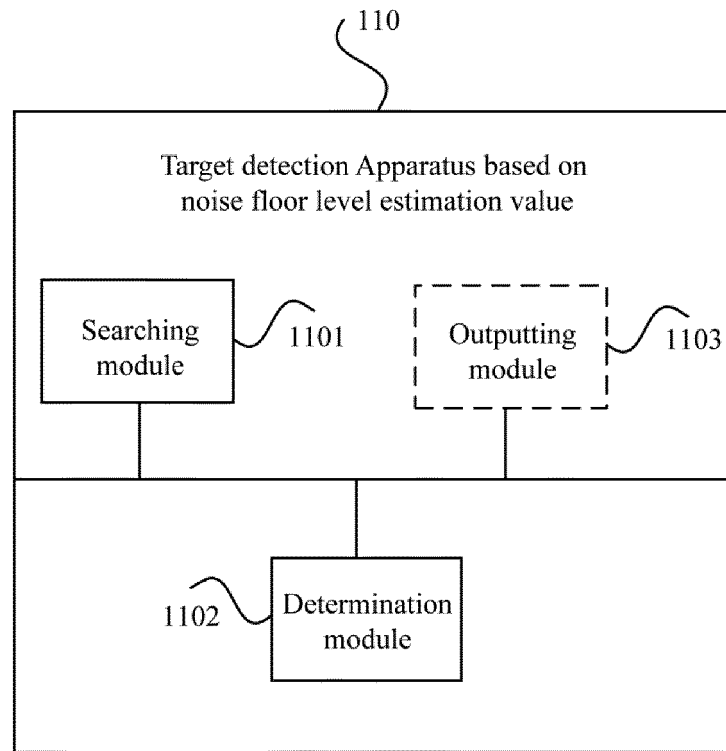 110
Target detection Apparatus based on
noise floor level estimation value
Searching
module
1101
Outputting
module
1103
1102
Determination
module